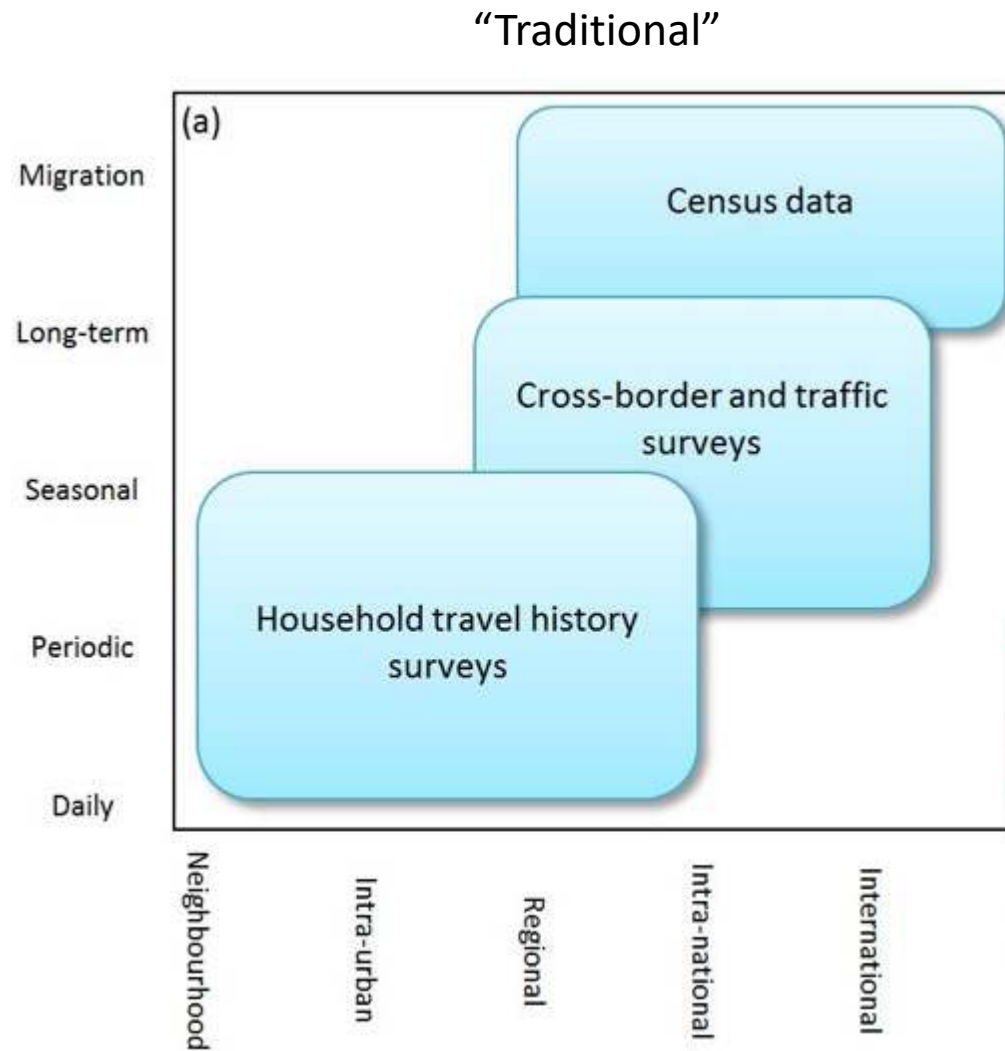 “Traditional”
(a)
Migration
Census data
Long-term
Cross-border and traffic
surveys
Seasonal
Household travel history
surveys
Periodic
Daily
Neighbourhood
Intra-urban
Regional
Intra-national
International